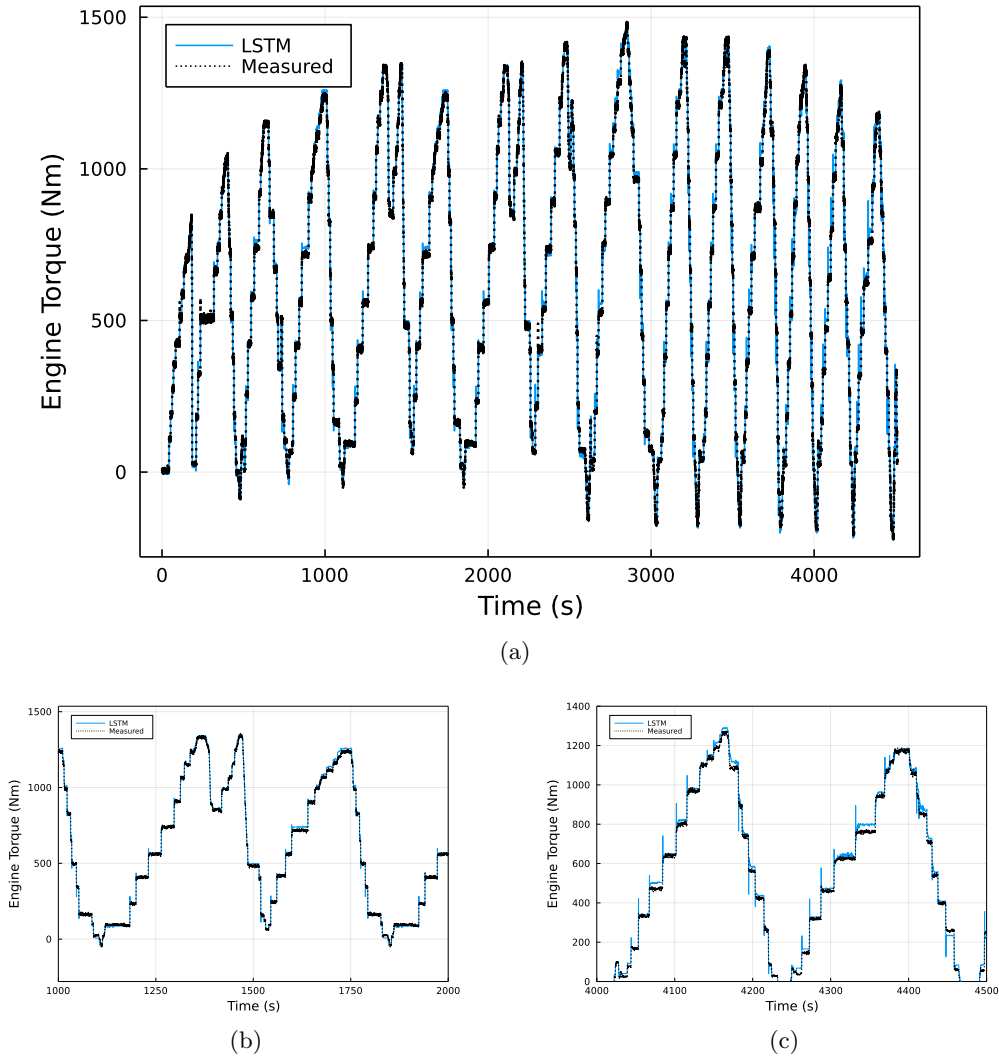 1500
1000
500
0
Engine Torque (Nm)
LSTM
Measured
0 1000 2000 3000 4000
Time (s)
(a)
1500
1000
500
0
Engine Torque (Nm)
LSTM
Measured
1000 1250 1500 1750 2000
Time (s)
(b)
1400
1200
1000
800
600
400
200
0
Engine Torque (Nm)
LSTM
Measured
4000 4100 4200 4300 4400 4500
Time (s)
(c)